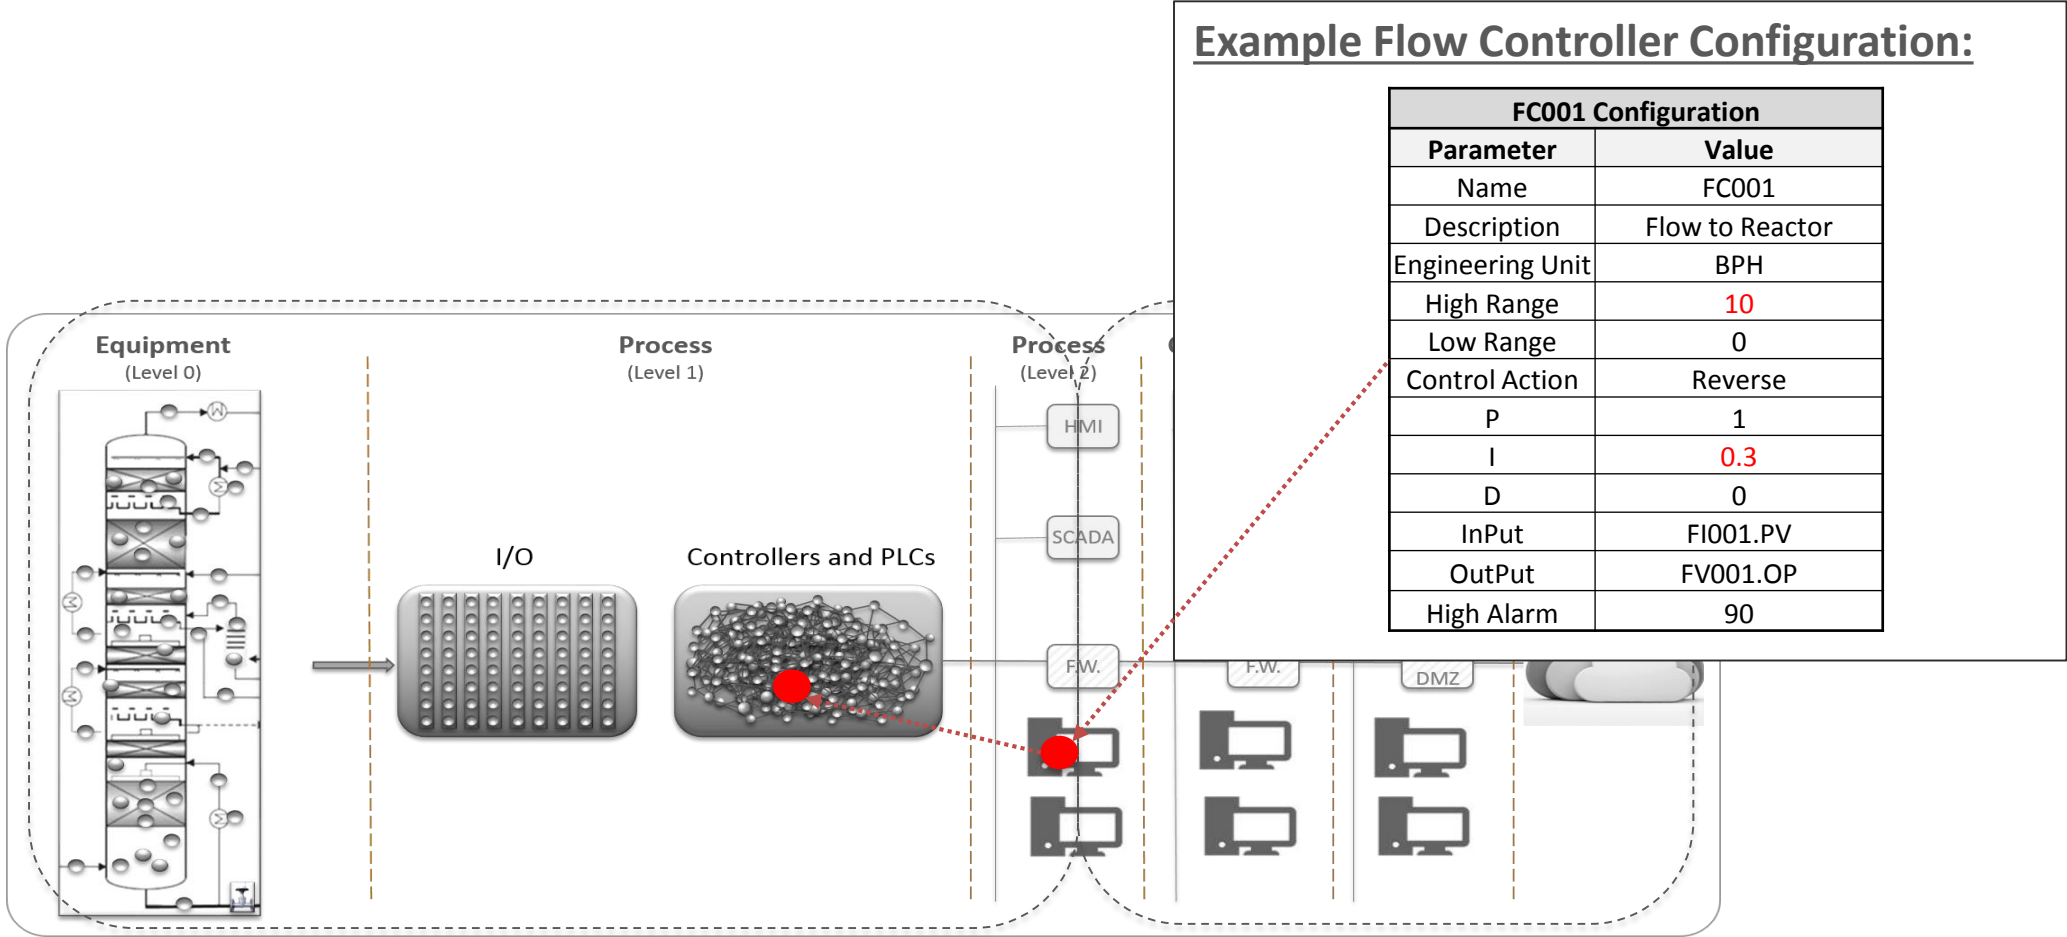 Example Flow Controller Configuration:
FC001 Configuration
Parameter Value
Name FC001
Description Flow to Reactor
Engineering Unit BPH
High Range 10
Low Range 0
Control Action Reverse
P 1
I 0.3
D 0
InPut FI001.PV
OutPut FV001.OP
High Alarm 90
Equipment
(Level 0)
Process
(Level 1)
Process
(Level 2)
HMI
SCADA
I/O
Controllers and PLCs
F.W.
F.W.
DMZ